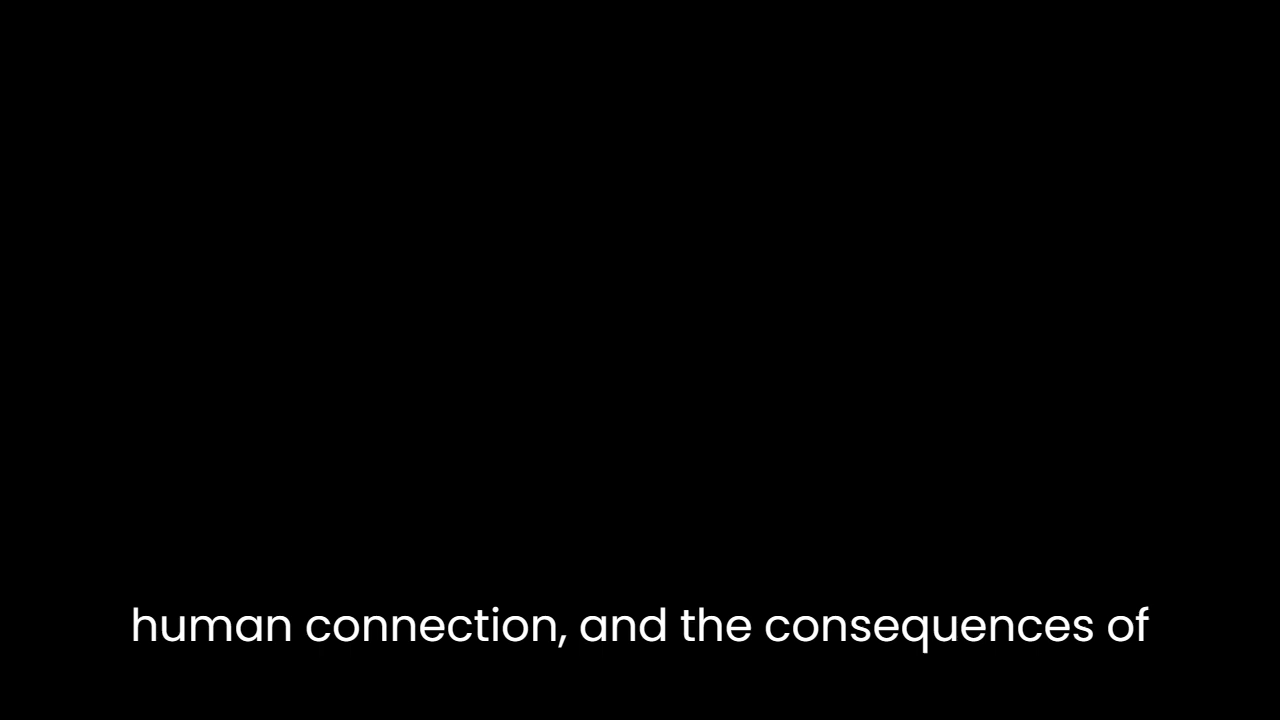 human connection, and the consequences of